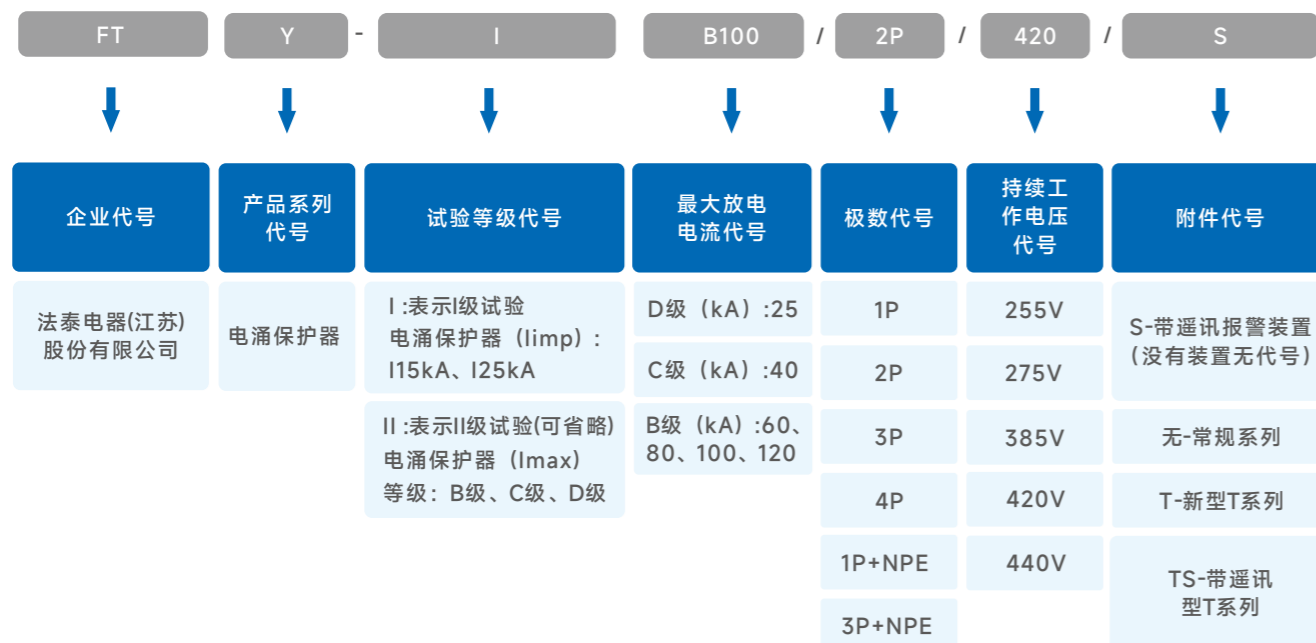 FT Y - I B100 / 2P / 420 / S
企业代号
产品系列
代号
试验等级代号
最大放电
电流代号
极数代号
持续工
作电压
代号
附件代号
法泰电器(江苏)
股份有限公司
电涌保护器
I :表示I级试验
电涌保护器（Iimp）:
I15kA、I25kA
II :表示II级试验(可省略)
电涌保护器（Imax）
等级：B级、C级、D级
D级（kA）:25
C级（kA）:40
B级（kA）:60、
80、100、120
1P
2P
3P
4P
1P+NPE
3P+NPE
255V
275V
385V
420V
440V
S-带遥讯报警装置
（没有装置无代号）
无-常规系列
T-新型T系列
TS-带遥讯
型T系列